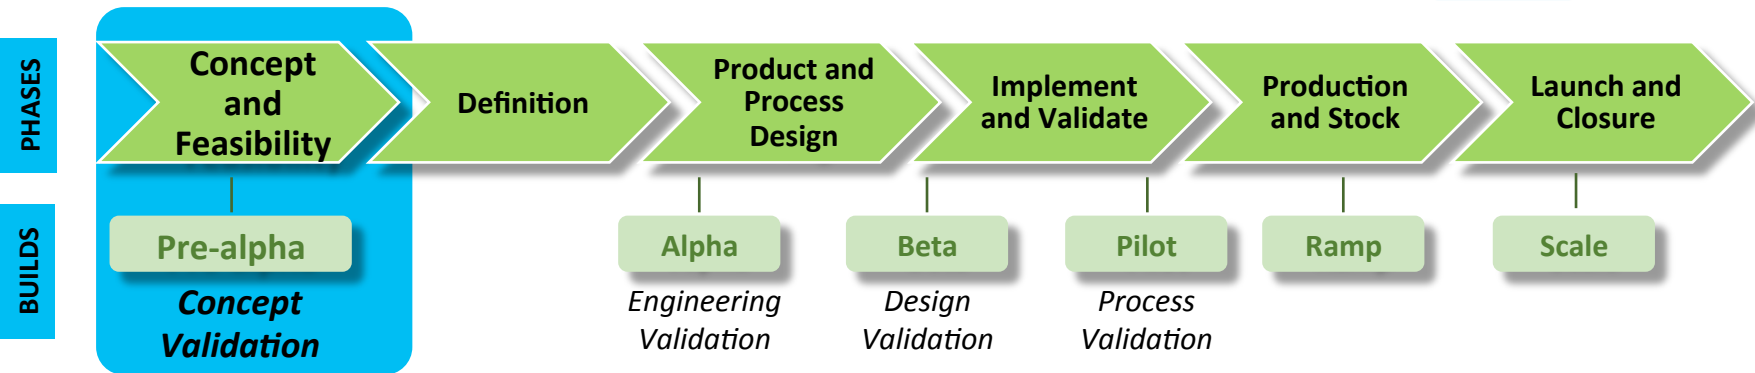 PHASES
Concept
and
Feasibility
Definition
Product and
Process
Design
Implement
and Validate
Production
and Stock
Launch and
Closure
BUILDS
Pre-alpha
Concept
Validation
Alpha
Engineering
Validation
Beta
Design
Validation
Pilot
Process
Validation
Ramp
Scale